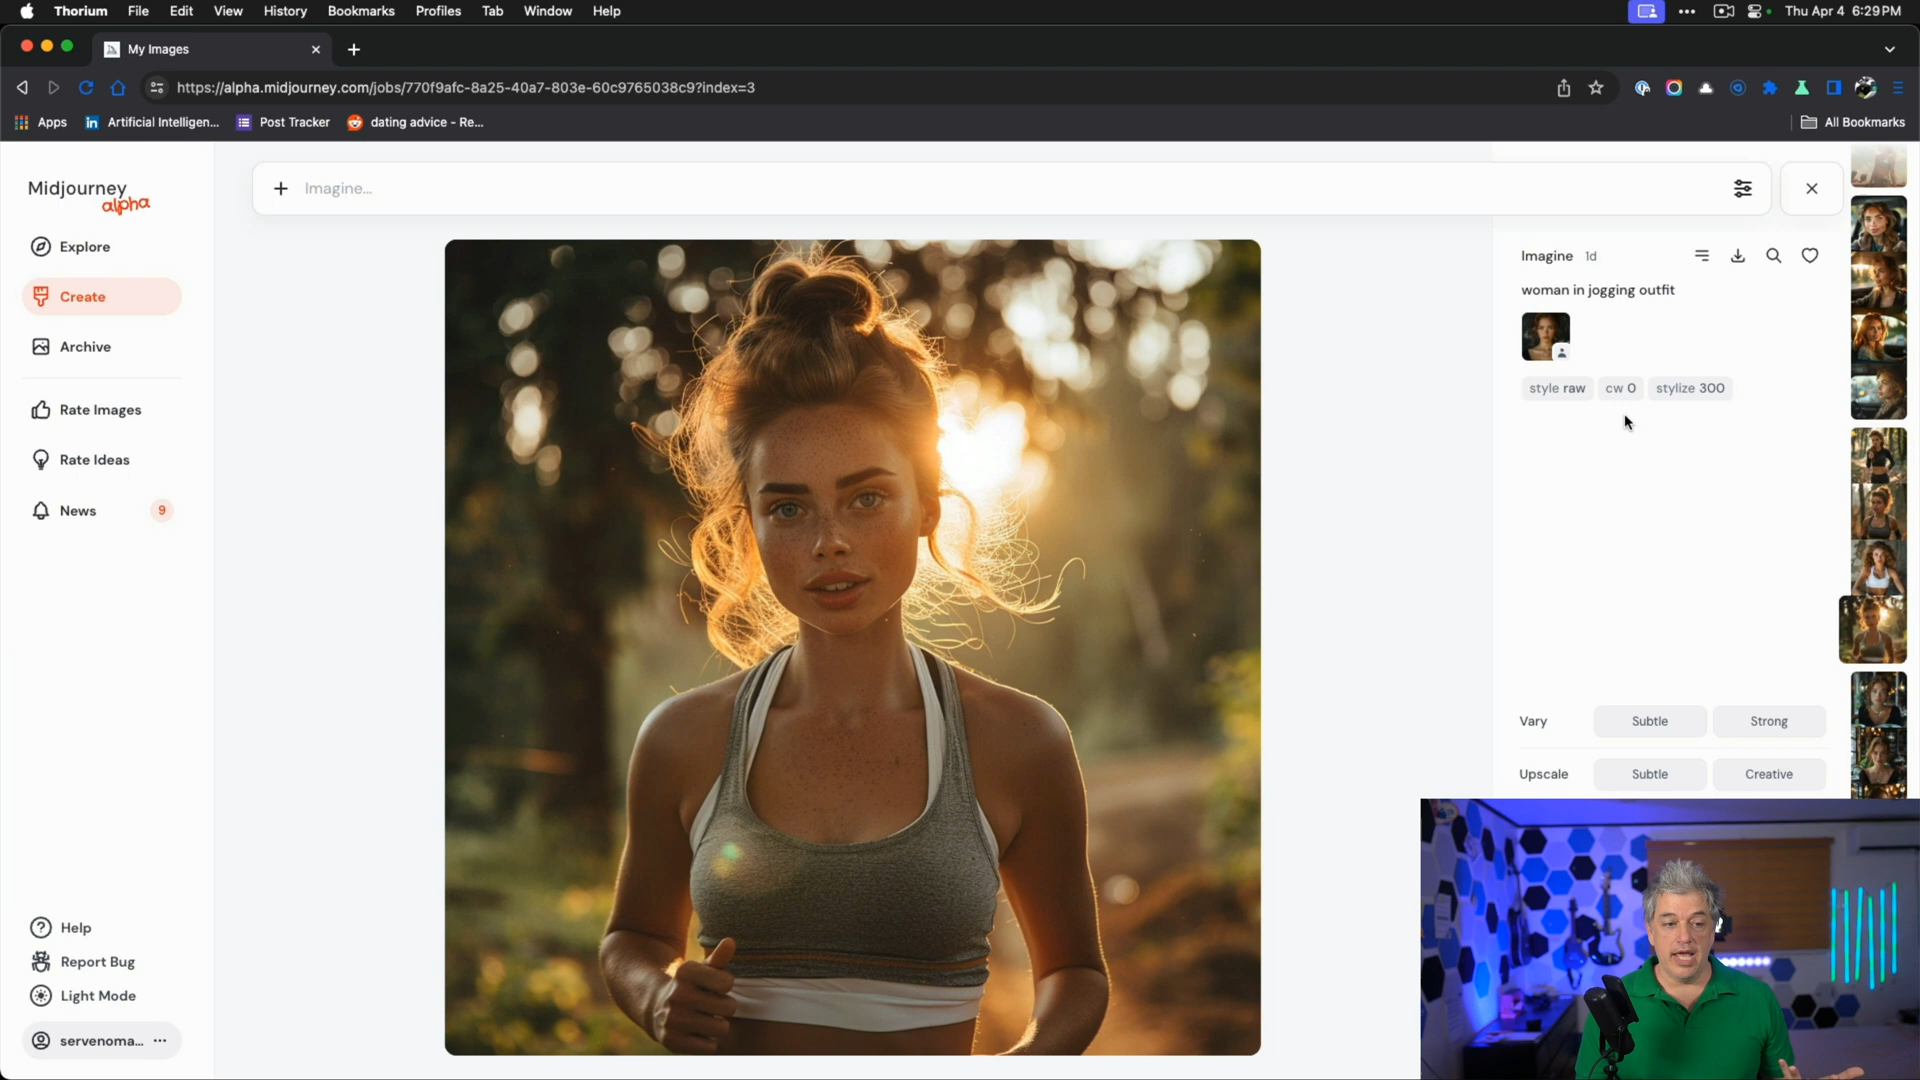 Thorium File Edit View History Bookmarks Profiles Tab Window Help Thu Apr 4 6:29 PM
My Images
https://alpha.midjourney.com/jobs/770f9afc-8a25-40a7-803e-60c9765038c9?index=3
Apps Artificial Intelligen... Post Tracker dating advice - Re... All Bookmarks
Midjourney
alpha
Imagine...
Explore
Create
Archive
Rate Images
Rate Ideas
News 9
Help
Report Bug
Light Mode
servenoma... ...
Imagine 1d
woman in jogging outfit
style raw cw 0 stylize 300
Vary Subtle Strong
Upscale Subtle Creative